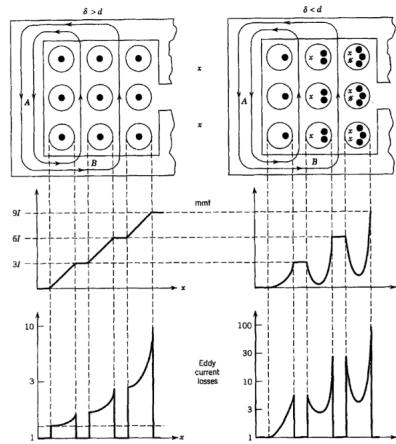 δ > d
δ < d
A
B
x
x
A
B
x
x
x
x
x
x
x
x
x
mmf
9I
6I
3I
x
x
Eddy
current
losses
10
3
1
x
100
30
10
3
1
x